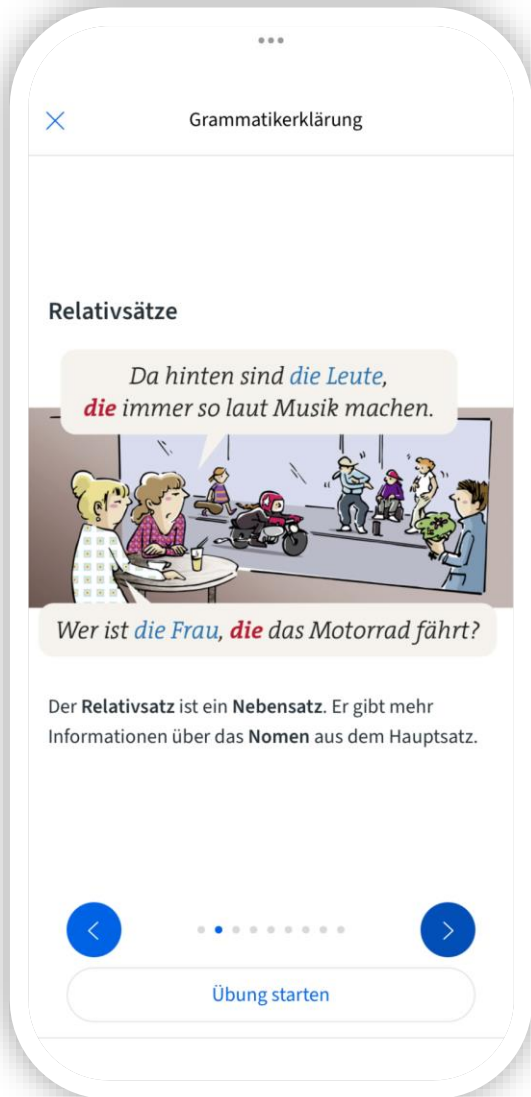 Grammatikerklärung
Relativsätze
Da hinten sind die Leute,
die immer so laut Musik machen.
Wer ist die Frau, die das Motorrad fährt?
Der Relativsatz ist ein Nebensatz. Er gibt mehr
Informationen über das Nomen aus dem Hauptsatz.
Übung starten